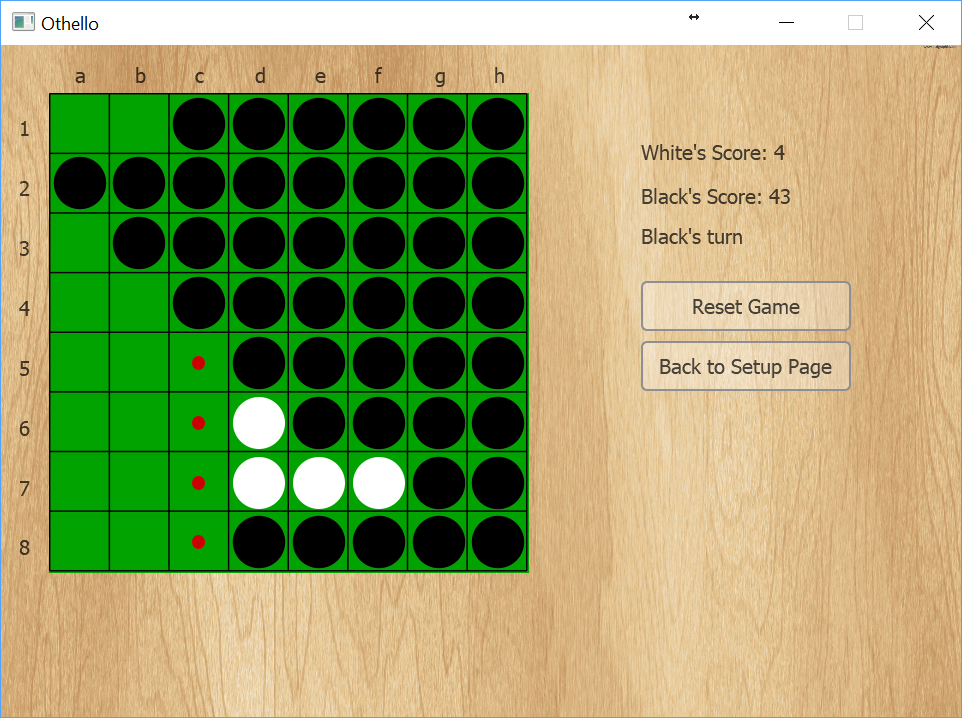 Othello
a b c d e f g h
1
2
3
4
5
6
7
8
White's Score: 4
Black's Score: 43
Black's turn
Reset Game
Back to Setup Page